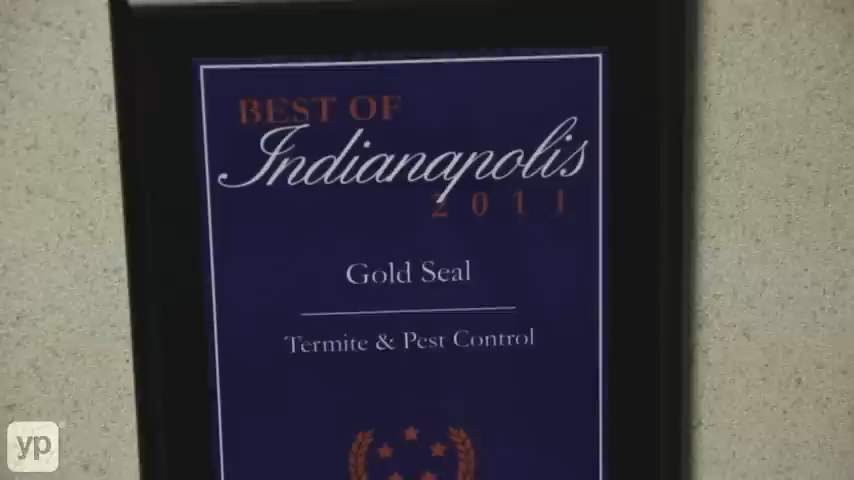 BEST OF
Indianapolis
2011
Gold Seal
Termite & Pest Control
yp